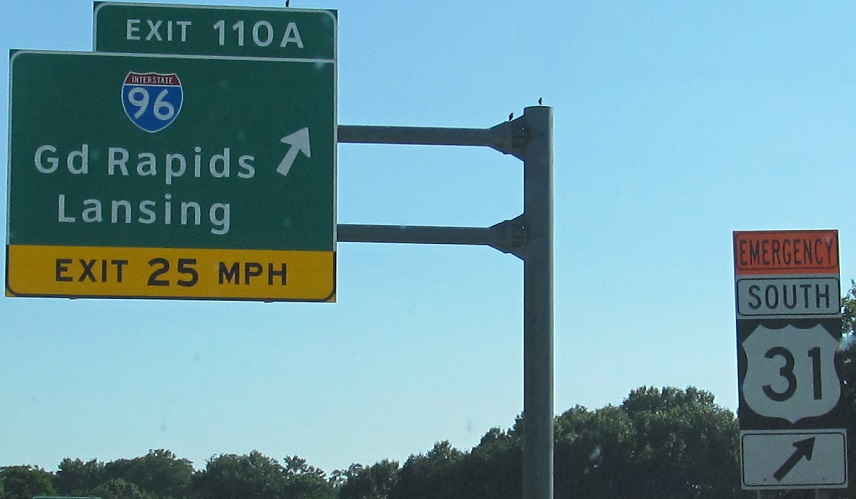 EXIT 110A
INTERSTATE
96
Gd Rapids
Lansing
EXIT 25 MPH
EMERGENCY
SOUTH
31